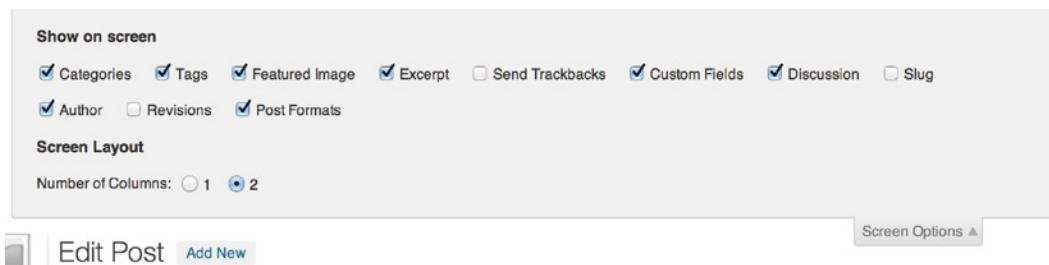 Show on screen
Categories Tags Featured Image Excerpt Send Trackbacks Custom Fields Discussion Slug
Author Revisions Post Formats
Screen Layout
Number of Columns: 1 2
Screen Options
Edit Post Add New